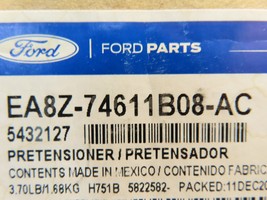 Ford FORD PARTS
EA8Z-74611B08-AC
5432127
PRETENSIONER / PRETENSADOR
CONTENTS MADE IN MEXICO / CONTENIDO FABRIC
3.70LB/1.68KG H751B 5822582- PACKED:11DEC20